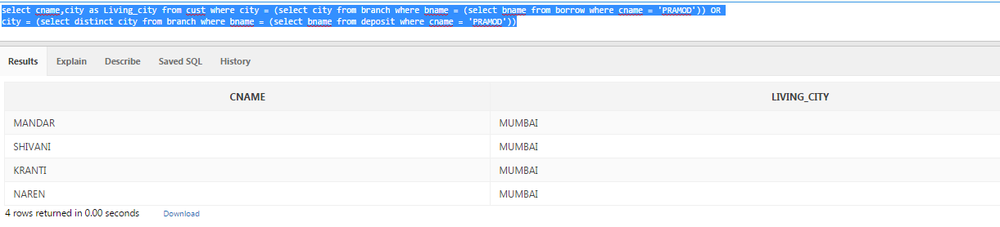 select cname,city as Living_city from cust where city = (select city from branch where bname = (select bname from borrow where cname = 'PRAMOD')) OR
city = (select distinct city from branch where bname = (select bname from deposit where cname = 'PRAMOD'))
Results Explain Describe Saved SQL History
CNAME LIVING_CITY
MANDAR MUMBAI
SHIVANI MUMBAI
KRANTI MUMBAI
NAREN MUMBAI
4 rows returned in 0.00 seconds Download